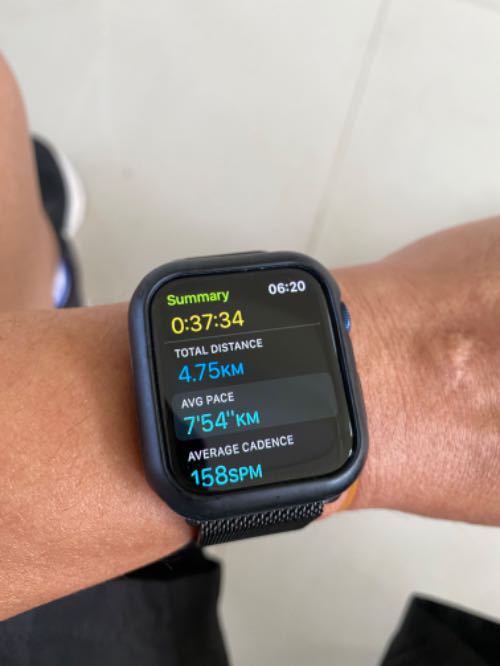 Summary 06:20
0:37:34
TOTAL DISTANCE
4.75KM
AVG PACE
7'54"KM
AVERAGE CADENCE
158SPM